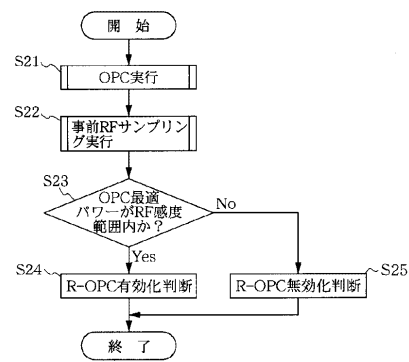 開 始
S21
OPC実行
S22
事前RFサンプリン
グ実行
S23
OPC最適
パワーがRF感度
範囲内か?
No
Yes
S24
R-OPC有効化判断
R-OPC無効化判断
S25
終 了